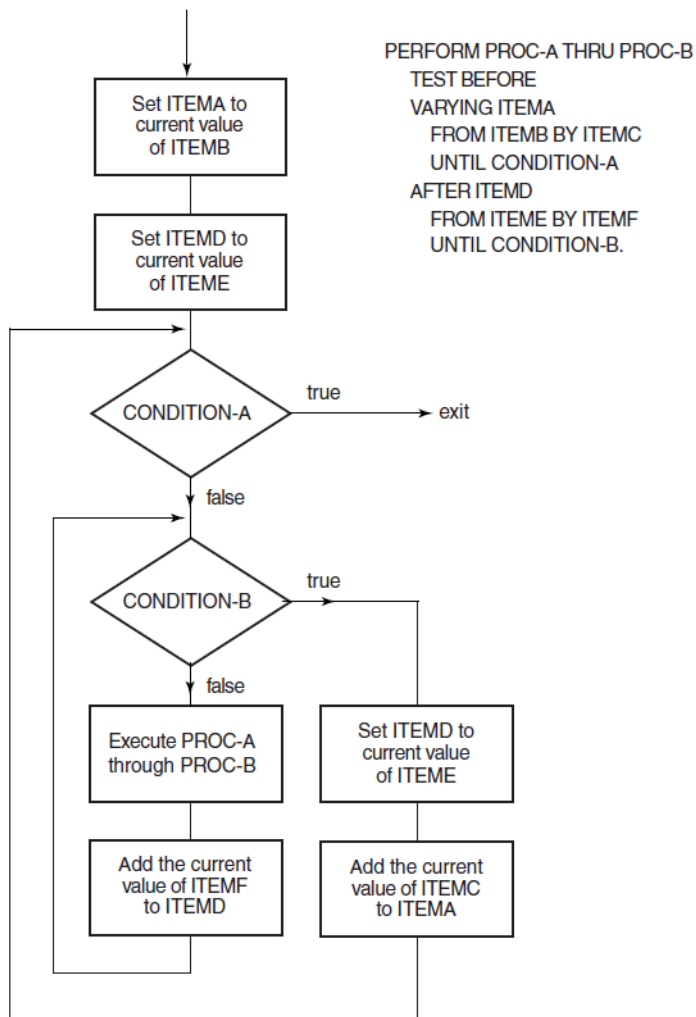 PERFORM PROC-A THRU PROC-B
TEST BEFORE
VARYING ITEMA
FROM ITEMB BY ITEMC
UNTIL CONDITION-A
AFTER ITEMD
FROM ITEME BY ITEMF
UNTIL CONDITION-B.
Set ITEMA to
current value
of ITEMB
Set ITEMD to
current value
of ITEME
CONDITION-A
true
exit
false
CONDITION-B
true
false
Execute PROC-A
through PROC-B
Set ITEMD to
current value
of ITEME
Add the current
value of ITEMF
to ITEMD
Add the current
value of ITEMC
to ITEMA